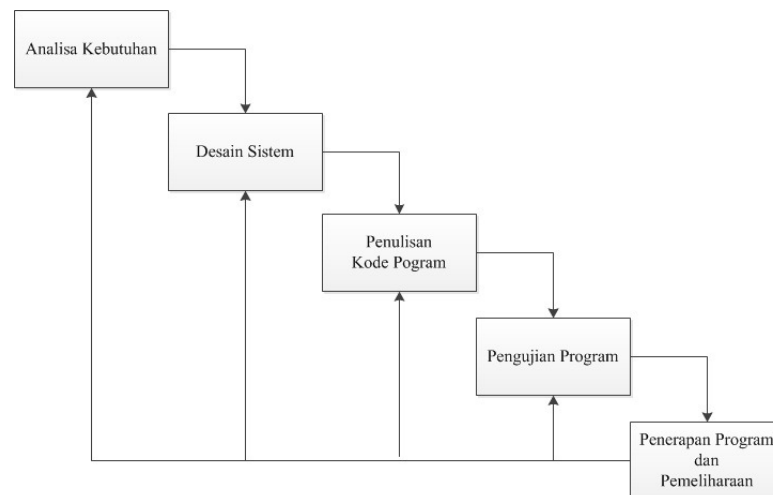 Analisa Kebutuhan
Desain Sistem
Penulisan
Kode Pogram
Pengujian Program
Penerapan Program
dan
Pemeliharaan